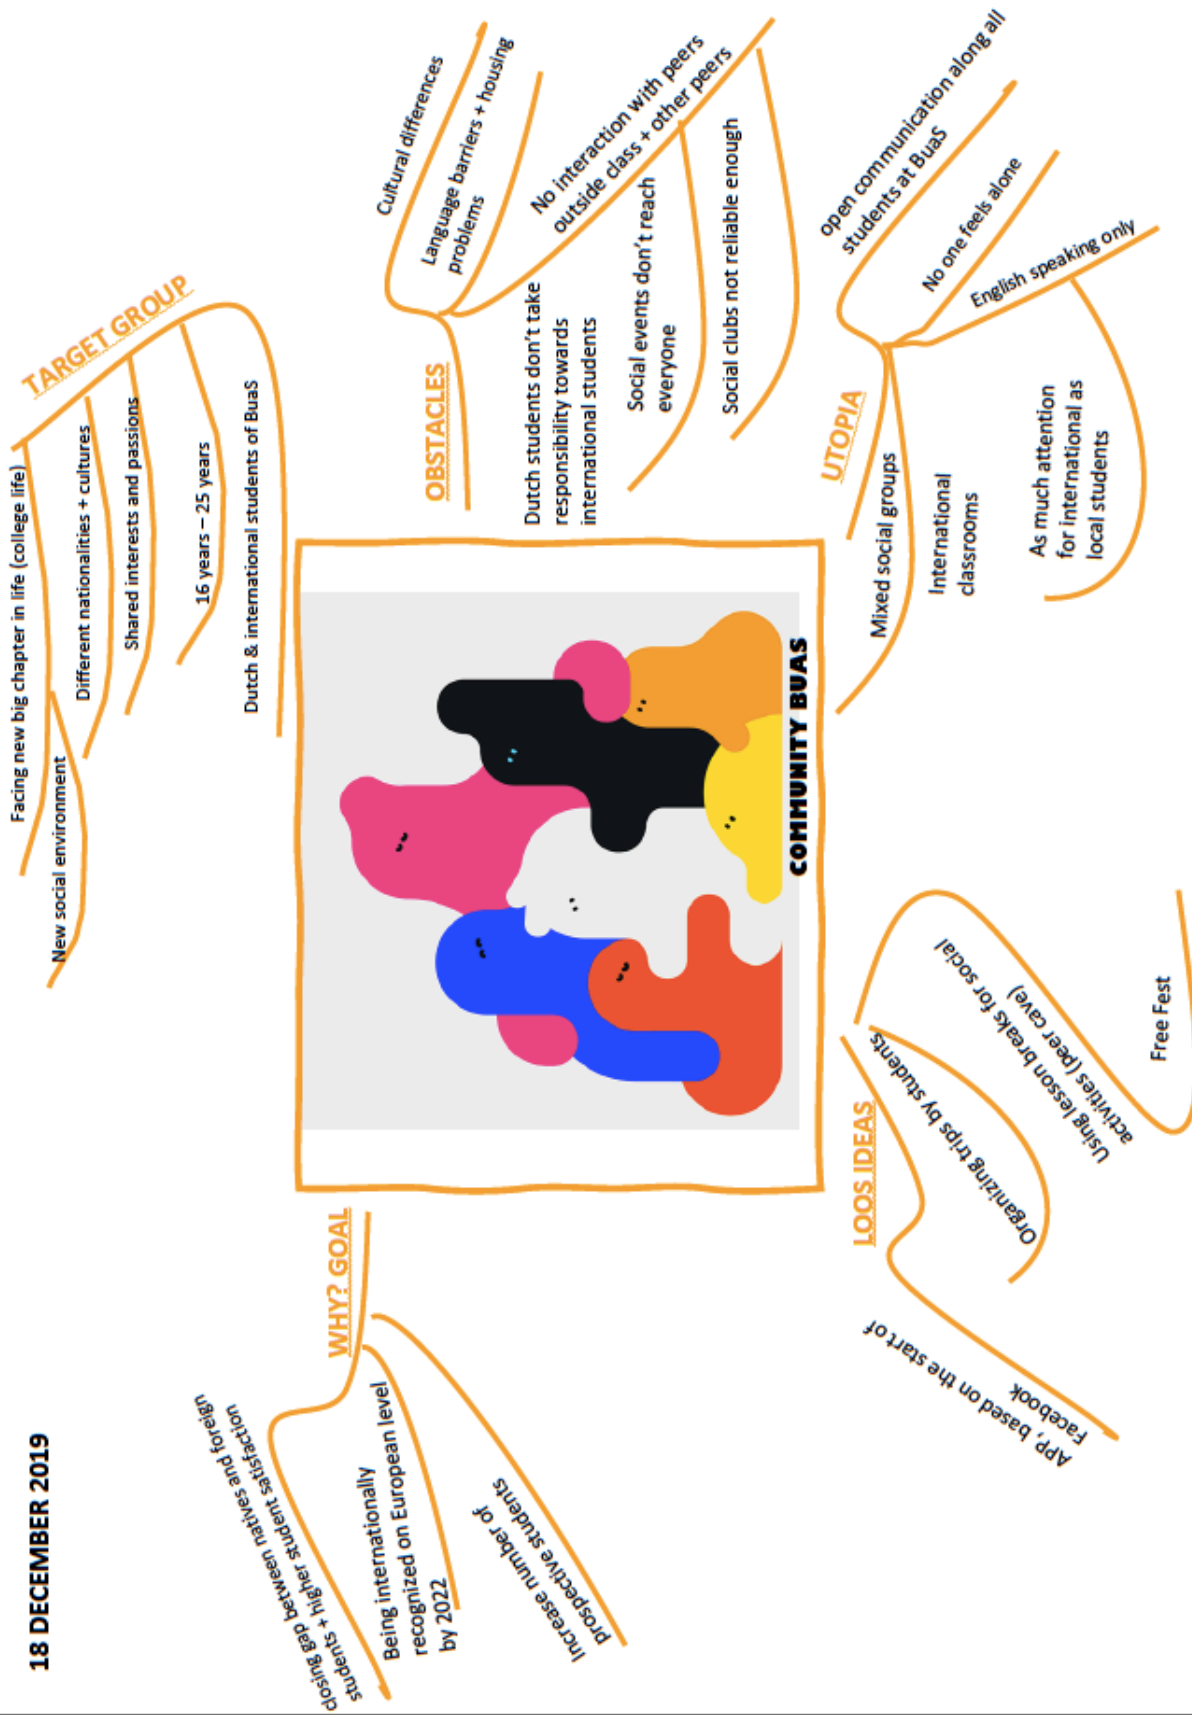 18 DECEMBER 2019
WHY? GOAL
closing gap between natives and foreign
students + higher student satisfaction
Being internationally
recognized on European level
by 2022
Increase number of
prospective students
TARGET GROUP
Facing new big chapter in life (college life)
New social environment
Different nationalities + cultures
Shared interests and passions
16 years – 25 years
Dutch & international students of BuaS
OBSTACLES
Cultural differences
Language barriers + housing
problems
No interaction with peers
outside class + other peers
Dutch students don't take
responsibility towards
international students
Social events don't reach
everyone
Social clubs not reliable enough
COMMUNITY BUAS
LOOS IDEAS
Using lesson breaks for social
activities (peer cave)
Free Fest
Organizing trips by students
APP, based on the start of
Facebook
UTOPIA
open communication along all
students at BuaS
No one feels alone
English speaking only
Mixed social groups
International
classrooms
As much attention
for international as
local students